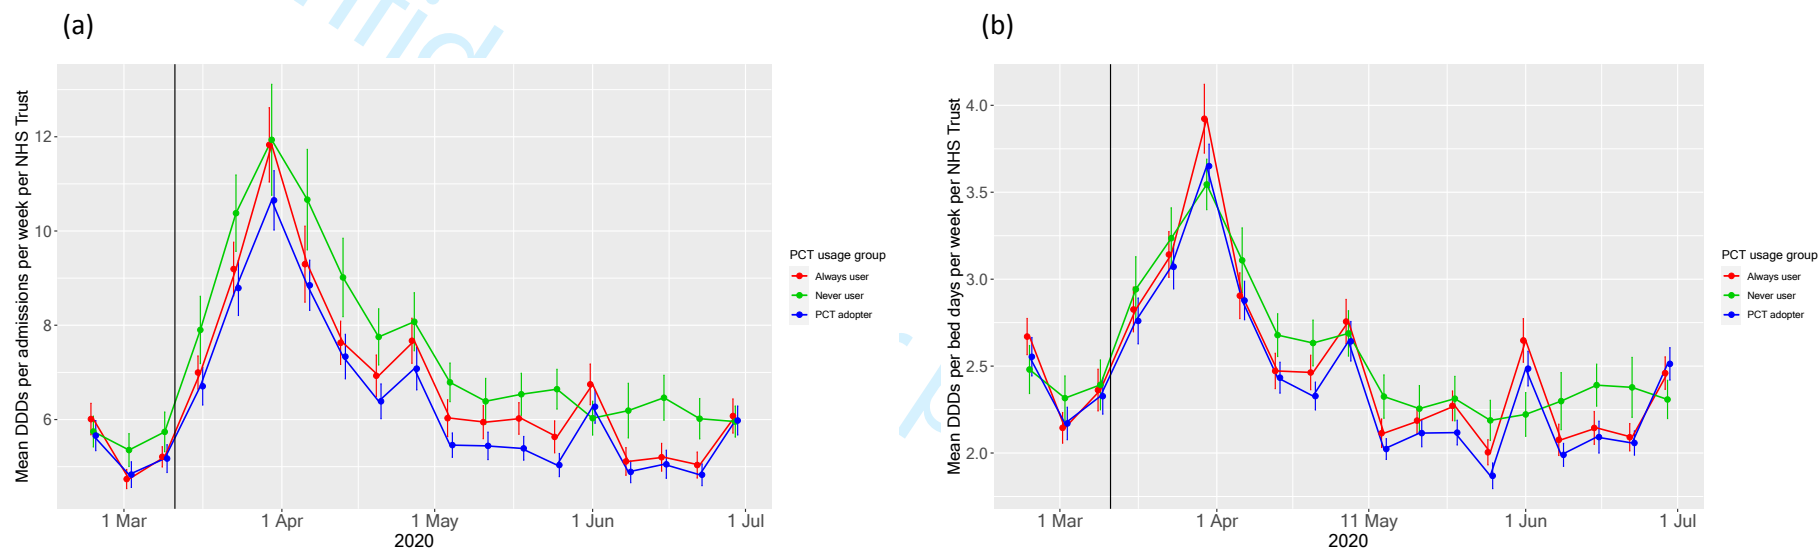 (a)
Mean DDDs per admissions per week per NHS Trust
12
10
8
6
1 Mar
1 Apr
1 May
1 Jun
1 Jul
2020
PCT usage group
Always user
Never user
PCT adopter
(b)
Mean DDDs per bed days per week per NHS Trust
4.0
3.5
3.0
2.5
2.0
1 Mar
1 Apr
11 May
1 Jun
1 Jul
2020
PCT usage group
Always user
Never user
PCT adopter